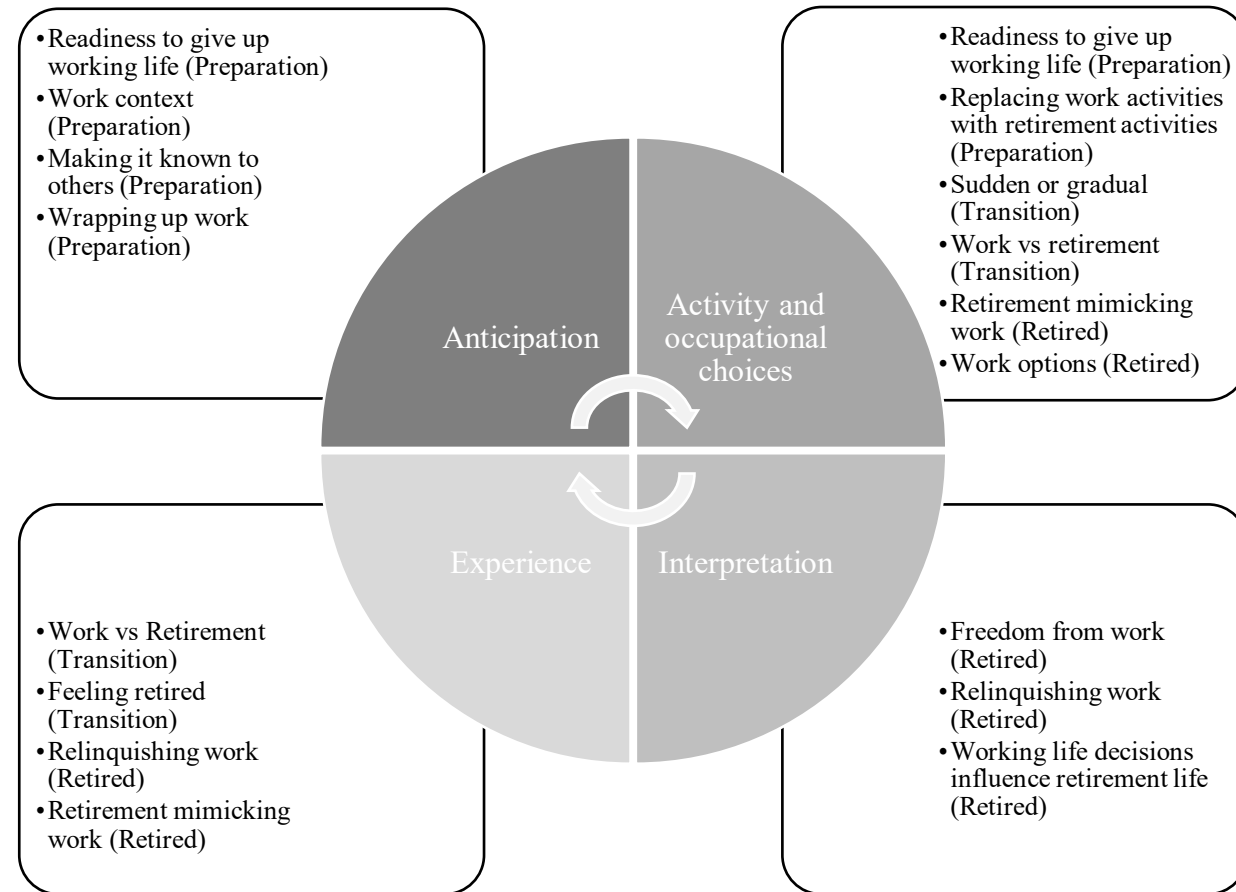 •Readiness to give up
working life (Preparation)
•Work context
(Preparation)
•Making it known to
others (Preparation)
•Wrapping up work
(Preparation)
•Readiness to give up
working life (Preparation)
•Replacing work activities
with retirement activities
(Preparation)
•Sudden or gradual
(Transition)
•Work vs retirement
(Transition)
•Retirement mimicking
work (Retired)
•Work options (Retired)
Anticipation
Activity and
occupational
choices
Experience
Interpretation
•Work vs Retirement
(Transition)
•Feeling retired
(Transition)
•Relinquishing work
(Retired)
•Retirement mimicking
work (Retired)
•Freedom from work
(Retired)
•Relinquishing work
(Retired)
•Working life decisions
influence retirement life
(Retired)